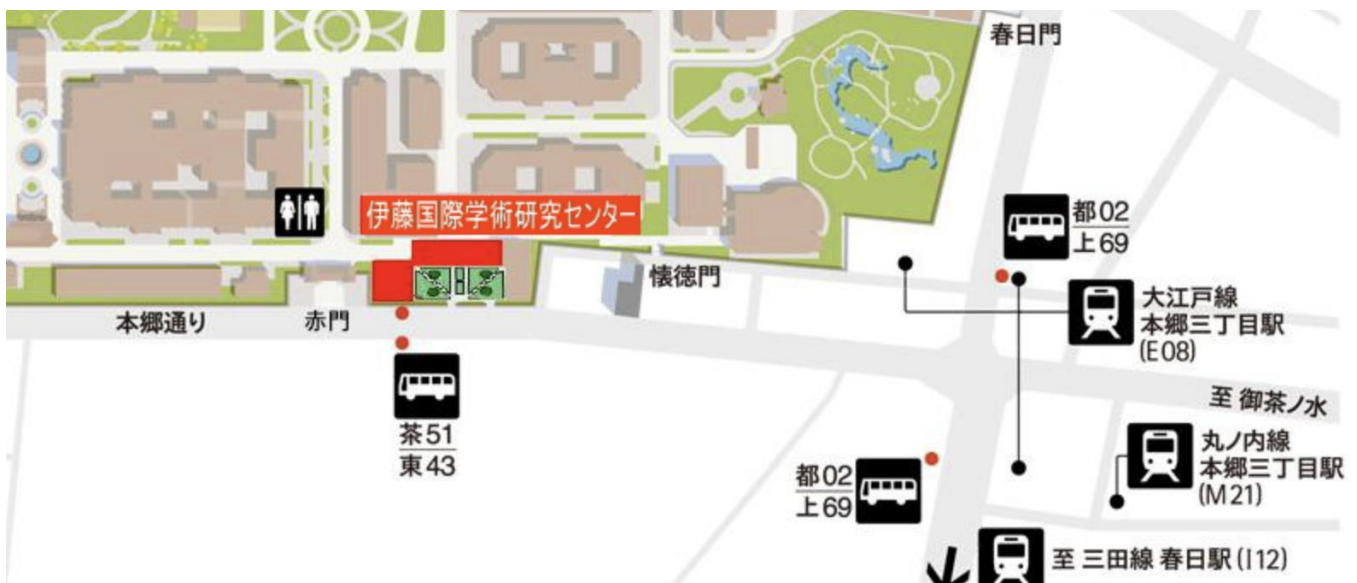 春日門
伊藤国際学術研究センター
都02
上69
懐徳門
大江戸線
本郷三丁目駅
(E08)
本郷通り
赤門
至 御茶ノ水
茶51
東43
丸ノ内線
本郷三丁目駅
(M21)
都02
上69
至 三田線 春日駅(I12)